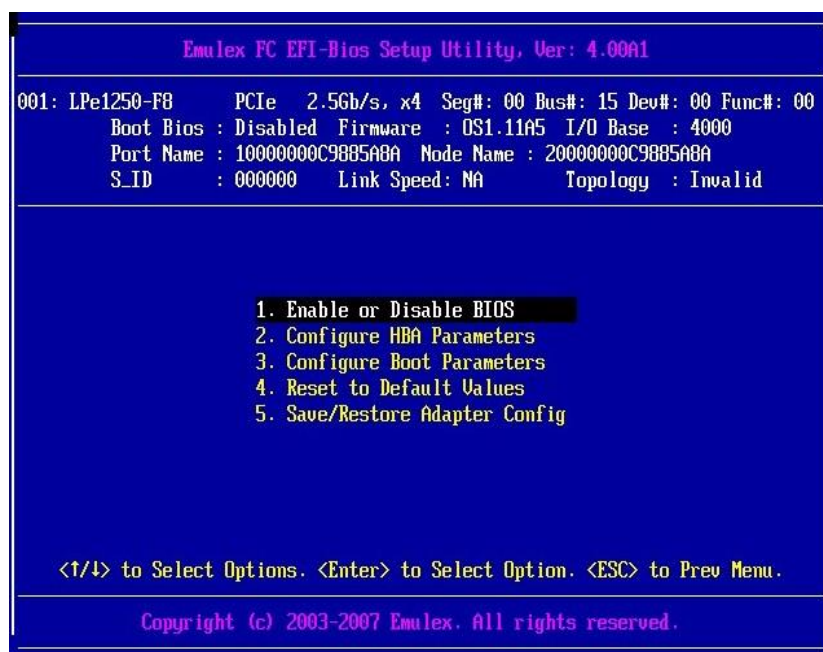 Emulex FC EFI-Bios Setup Utility, Ver: 4.00A1
001: LPe1250-F8 PCIe 2.5Gb/s, x4 Seg#: 00 Bus#: 15 Dev#: 00 Func#: 00
Boot Bios : Disabled Firmware : OS1.11A5 I/O Base : 4000
Port Name : 10000000C9885A8A Node Name : 20000000C9885A8A
S_ID : 000000 Link Speed: NA Topology : Invalid
1. Enable or Disable BIOS
2. Configure HBA Parameters
3. Configure Boot Parameters
4. Reset to Default Values
5. Save/Restore Adapter Config
<↑/↓> to Select Options. <Enter> to Select Option. <ESC> to Prev Menu.
Copyright (c) 2003-2007 Emulex. All rights reserved.